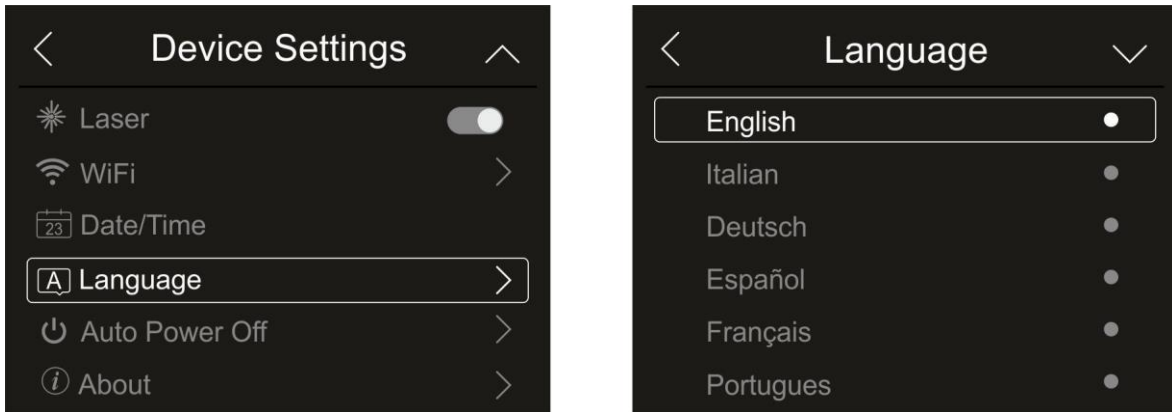 Device Settings
Laser
WiFi
23 Date/Time
A Language
Auto Power Off
i About
Language
English
Italian
Deutsch
Español
Français
Portugues